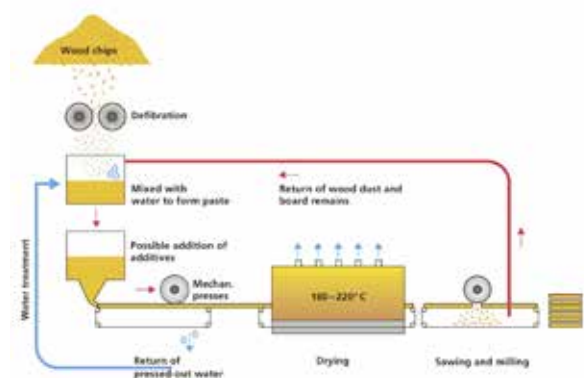 Wood chips
Defibration
Mixed with
water to form paste
Return of wood dust and
board remains
Possible addition of
additives
Mechan.
presses
160–220° C
Water treatment
Return of
pressed-out water
Drying
Sawing and milling